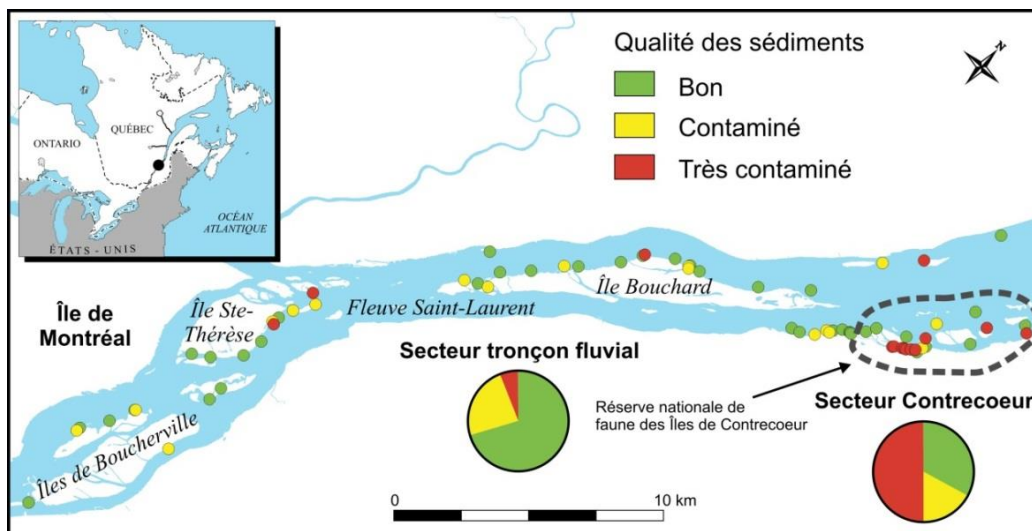 Qualité des sédiments
Bon
Contaminé
Très contaminé
N
QUÉBEC
ONTARIO
OCÉAN
ATLANTIQUE
ÉTATS - UNIS
Île de
Montréal
Île Ste-
Thérèse
Fleuve Saint-Laurent
Île Bouchard
Îles de Boucherville
Secteur tronçon fluvial
Réserve nationale de
faune des Îles de Contrecoeur
Secteur Contrecoeur
0
10 km